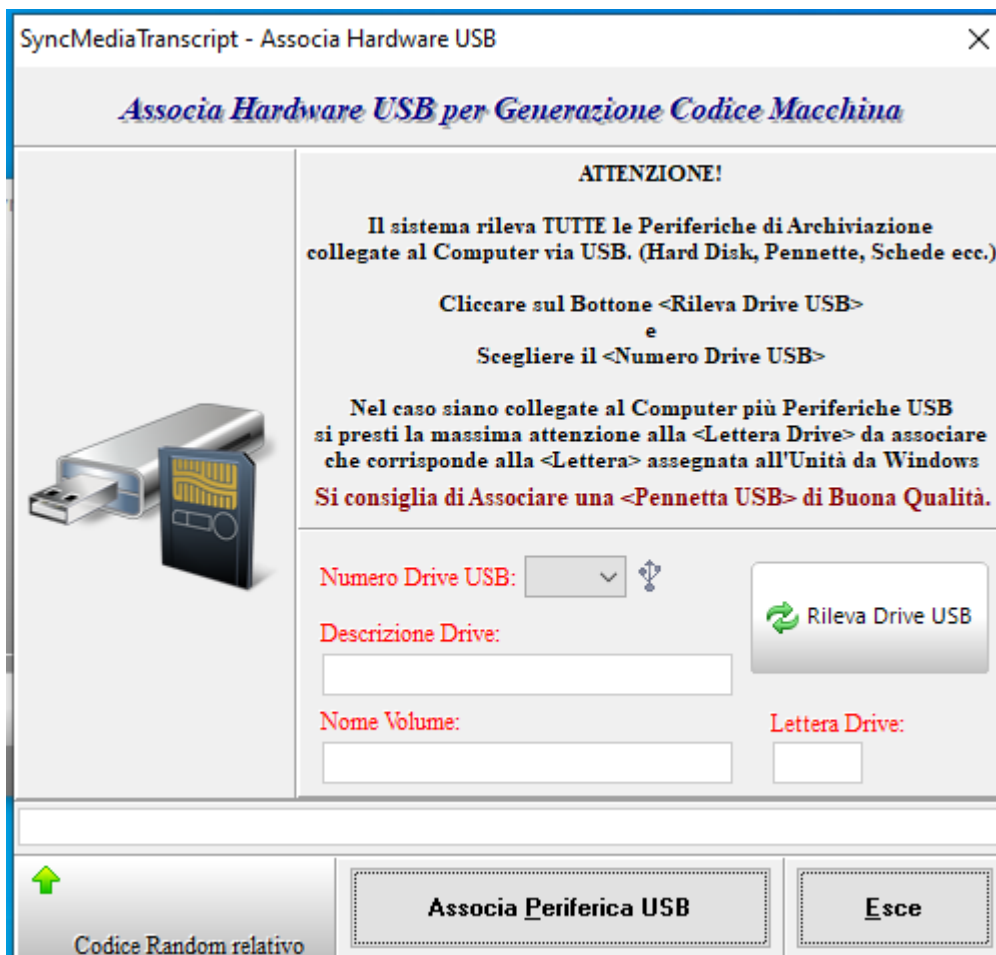 SyncMediaTranscript - Associa Hardware USB
Associa Hardware USB per Generazione Codice Macchina
ATTENZIONE!
Il sistema rileva TUTTE le Periferiche di Archiviazione
collegate al Computer via USB. (Hard Disk, Pennette, Schede ecc.)
Cliccare sul Bottone <Rileva Drive USB>
e
Scegliere il <Numero Drive USB>
Nel caso siano collegate al Computer più Periferiche USB
si presti la massima attenzione alla <Lettera Drive> da associare
che corrisponde alla <Lettera> assegnata all'Unità da Windows
Si consiglia di Associare una <Pennetta USB> di Buona Qualità.
Numero Drive USB:
Rileva Drive USB
Descrizione Drive:
Nome Volume:
Lettera Drive:
Associa Periferica USB
Esce
Codice Random relativo